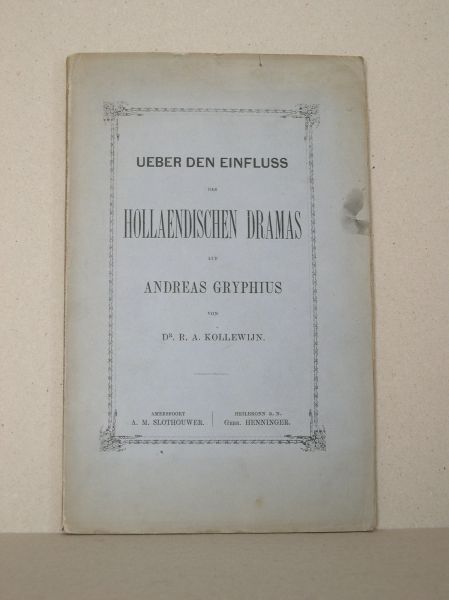 UEBER DEN EINFLUSS
DES
HOLLAENDISCHEN DRAMAS
AUF
ANDREAS GRYPHIUS
VON
DR. R. A. KOLLEWIJN.
AMERSFOORT
A. M. SLOTHOUWER.
HEILBRONN a. N.
GEBR. HENNINGER.